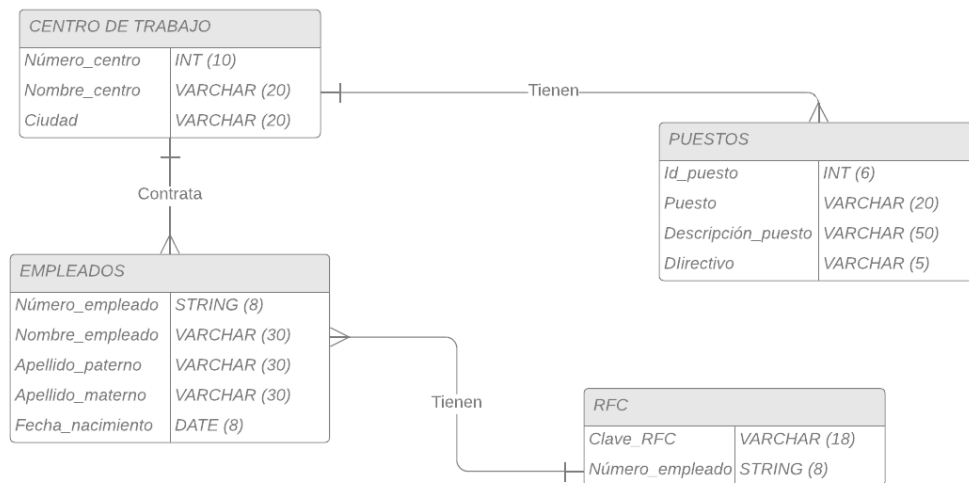 CENTRO DE TRABAJO
Número_centro INT (10)
Nombre_centro VARCHAR (20)
Ciudad VARCHAR (20)
Tienen
PUESTOS
Id_puesto INT (6)
Puesto VARCHAR (20)
Descripción_puesto VARCHAR (50)
DIirectivo VARCHAR (5)
Contrata
EMPLEADOS
Número_empleado STRING (8)
Nombre_empleado VARCHAR (30)
Apellido_paterno VARCHAR (30)
Apellido_materno VARCHAR (30)
Fecha_nacimiento DATE (8)
Tienen
RFC
Clave_RFC VARCHAR (18)
Número_empleado STRING (8)